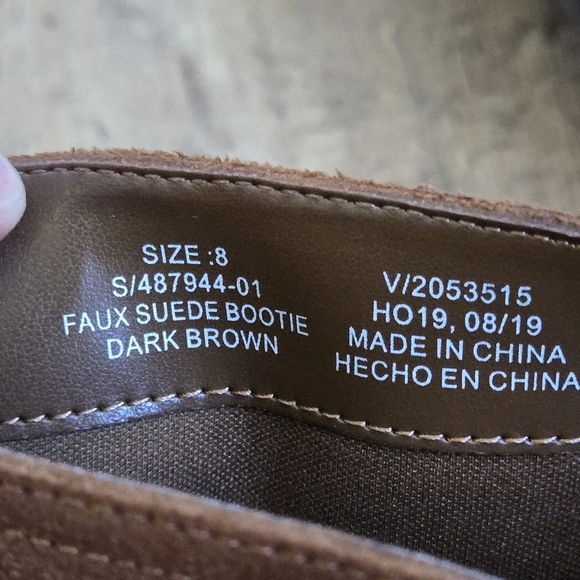 SIZE :8
S/487944-01
FAUX SUEDE BOOTIE
DARK BROWN
V/2053515
HO19, 08/19
MADE IN CHINA
HECHO EN CHINA